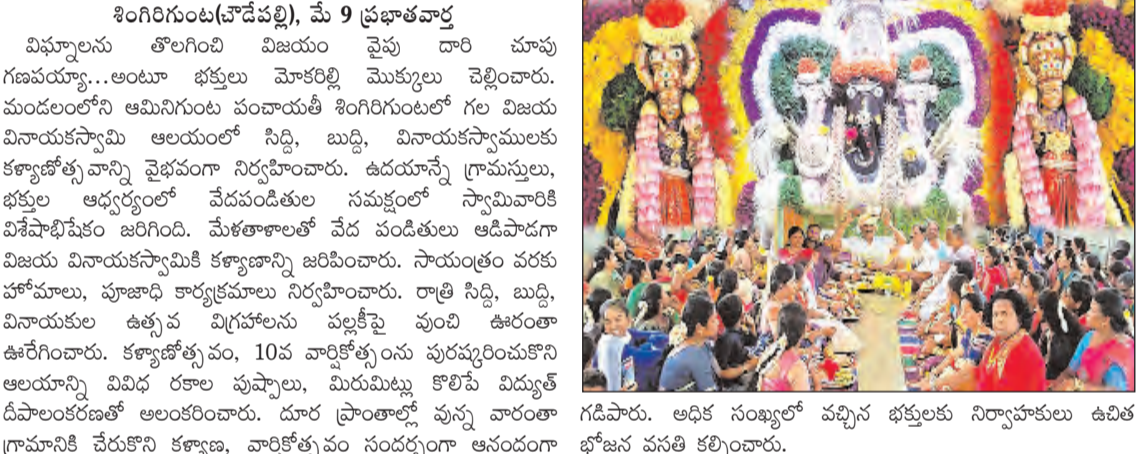 శింగిరిగుంట(చౌడేపల్లి), మే 9 ప్రభాతవార్త
విఘ్నాలను తొలగించి విజయం వైపు దారి చూపు
గణపయ్యా...అంటూ భక్తులు మోకరిల్లి మొక్కులు చెల్లించారు.
మండలంలోని ఆమినిగుంట పంచాయతీ శింగిరిగుంటలో గల విజయ
వినాయకస్వామి ఆలయంలో సిద్ది, బుద్ది, వినాయకస్వాములకు
కళ్యాణోత్సవాన్ని వైభవంగా నిర్వహించారు. ఉదయాన్నే గ్రామస్తులు,
భక్తుల ఆధ్వర్యంలో వేదపండితుల సమక్షంలో స్వామివారికి
విశేషాభిషేకం జరిగింది. మేళతాళాలతో వేద పండితులు ఆడిపాడగా
విజయ వినాయకస్వామికి కళ్యాణాన్ని జరిపించారు. సాయంత్రం వరకు
హోమాలు, పూజాధి కార్యక్రమాలు నిర్వహించారు. రాత్రి సిద్ది, బుద్ది,
వినాయకుల ఉత్సవ విగ్రహాలను పల్లకీపై వుంచి ఊరంతా
ఊరేగించారు. కళ్యాణోత్సవం, 10వ వార్షికోత్సంను పురష్కరించుకొని
ఆలయాన్ని వివిధ రకాల పుష్పాలు, మిరుమిట్లు కొలిపే విద్యుత్
దీపాలంకరణతో అలంకరించారు. దూర ప్రాంతాల్లో వున్న వారంతా
గ్రామానికి చేరుకొని కళ్యాణ, వార్షికోత్సవం సందర్భంగా ఆనందంగా
గడిపారు. అధిక సంఖ్యలో వచ్చిన భక్తులకు నిర్వాహకులు ఉచిత
భోజన వసతి కల్పించారు.